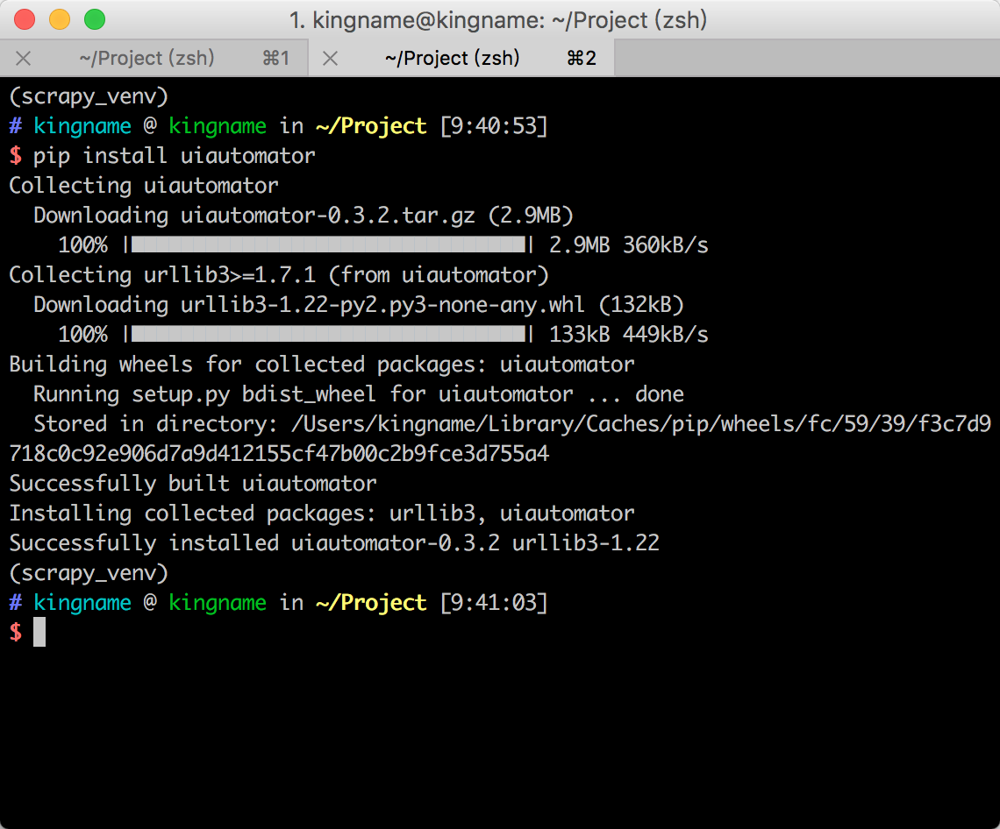 1. kingname@kingname: ~/Project (zsh)
~/Project (zsh) ⌘1 ~/Project (zsh) ⌘2
(scrapy_venv)
# kingname @ kingname in ~/Project [9:40:53]
$ pip install uiautomator
Collecting uiautomator
  Downloading uiautomator-0.3.2.tar.gz (2.9MB)
    100% |████████████████████████████████| 2.9MB 360kB/s
Collecting urllib3>=1.7.1 (from uiautomator)
  Downloading urllib3-1.22-py2.py3-none-any.whl (132kB)
    100% |████████████████████████████████| 133kB 449kB/s
Building wheels for collected packages: uiautomator
  Running setup.py bdist_wheel for uiautomator ... done
  Stored in directory: /Users/kingname/Library/Caches/pip/wheels/fc/59/39/f3c7d9
718c0c92e906d7a9d412155cf47b00c2b9fce3d755a4
Successfully built uiautomator
Installing collected packages: urllib3, uiautomator
Successfully installed uiautomator-0.3.2 urllib3-1.22
(scrapy_venv)
# kingname @ kingname in ~/Project [9:41:03]
$